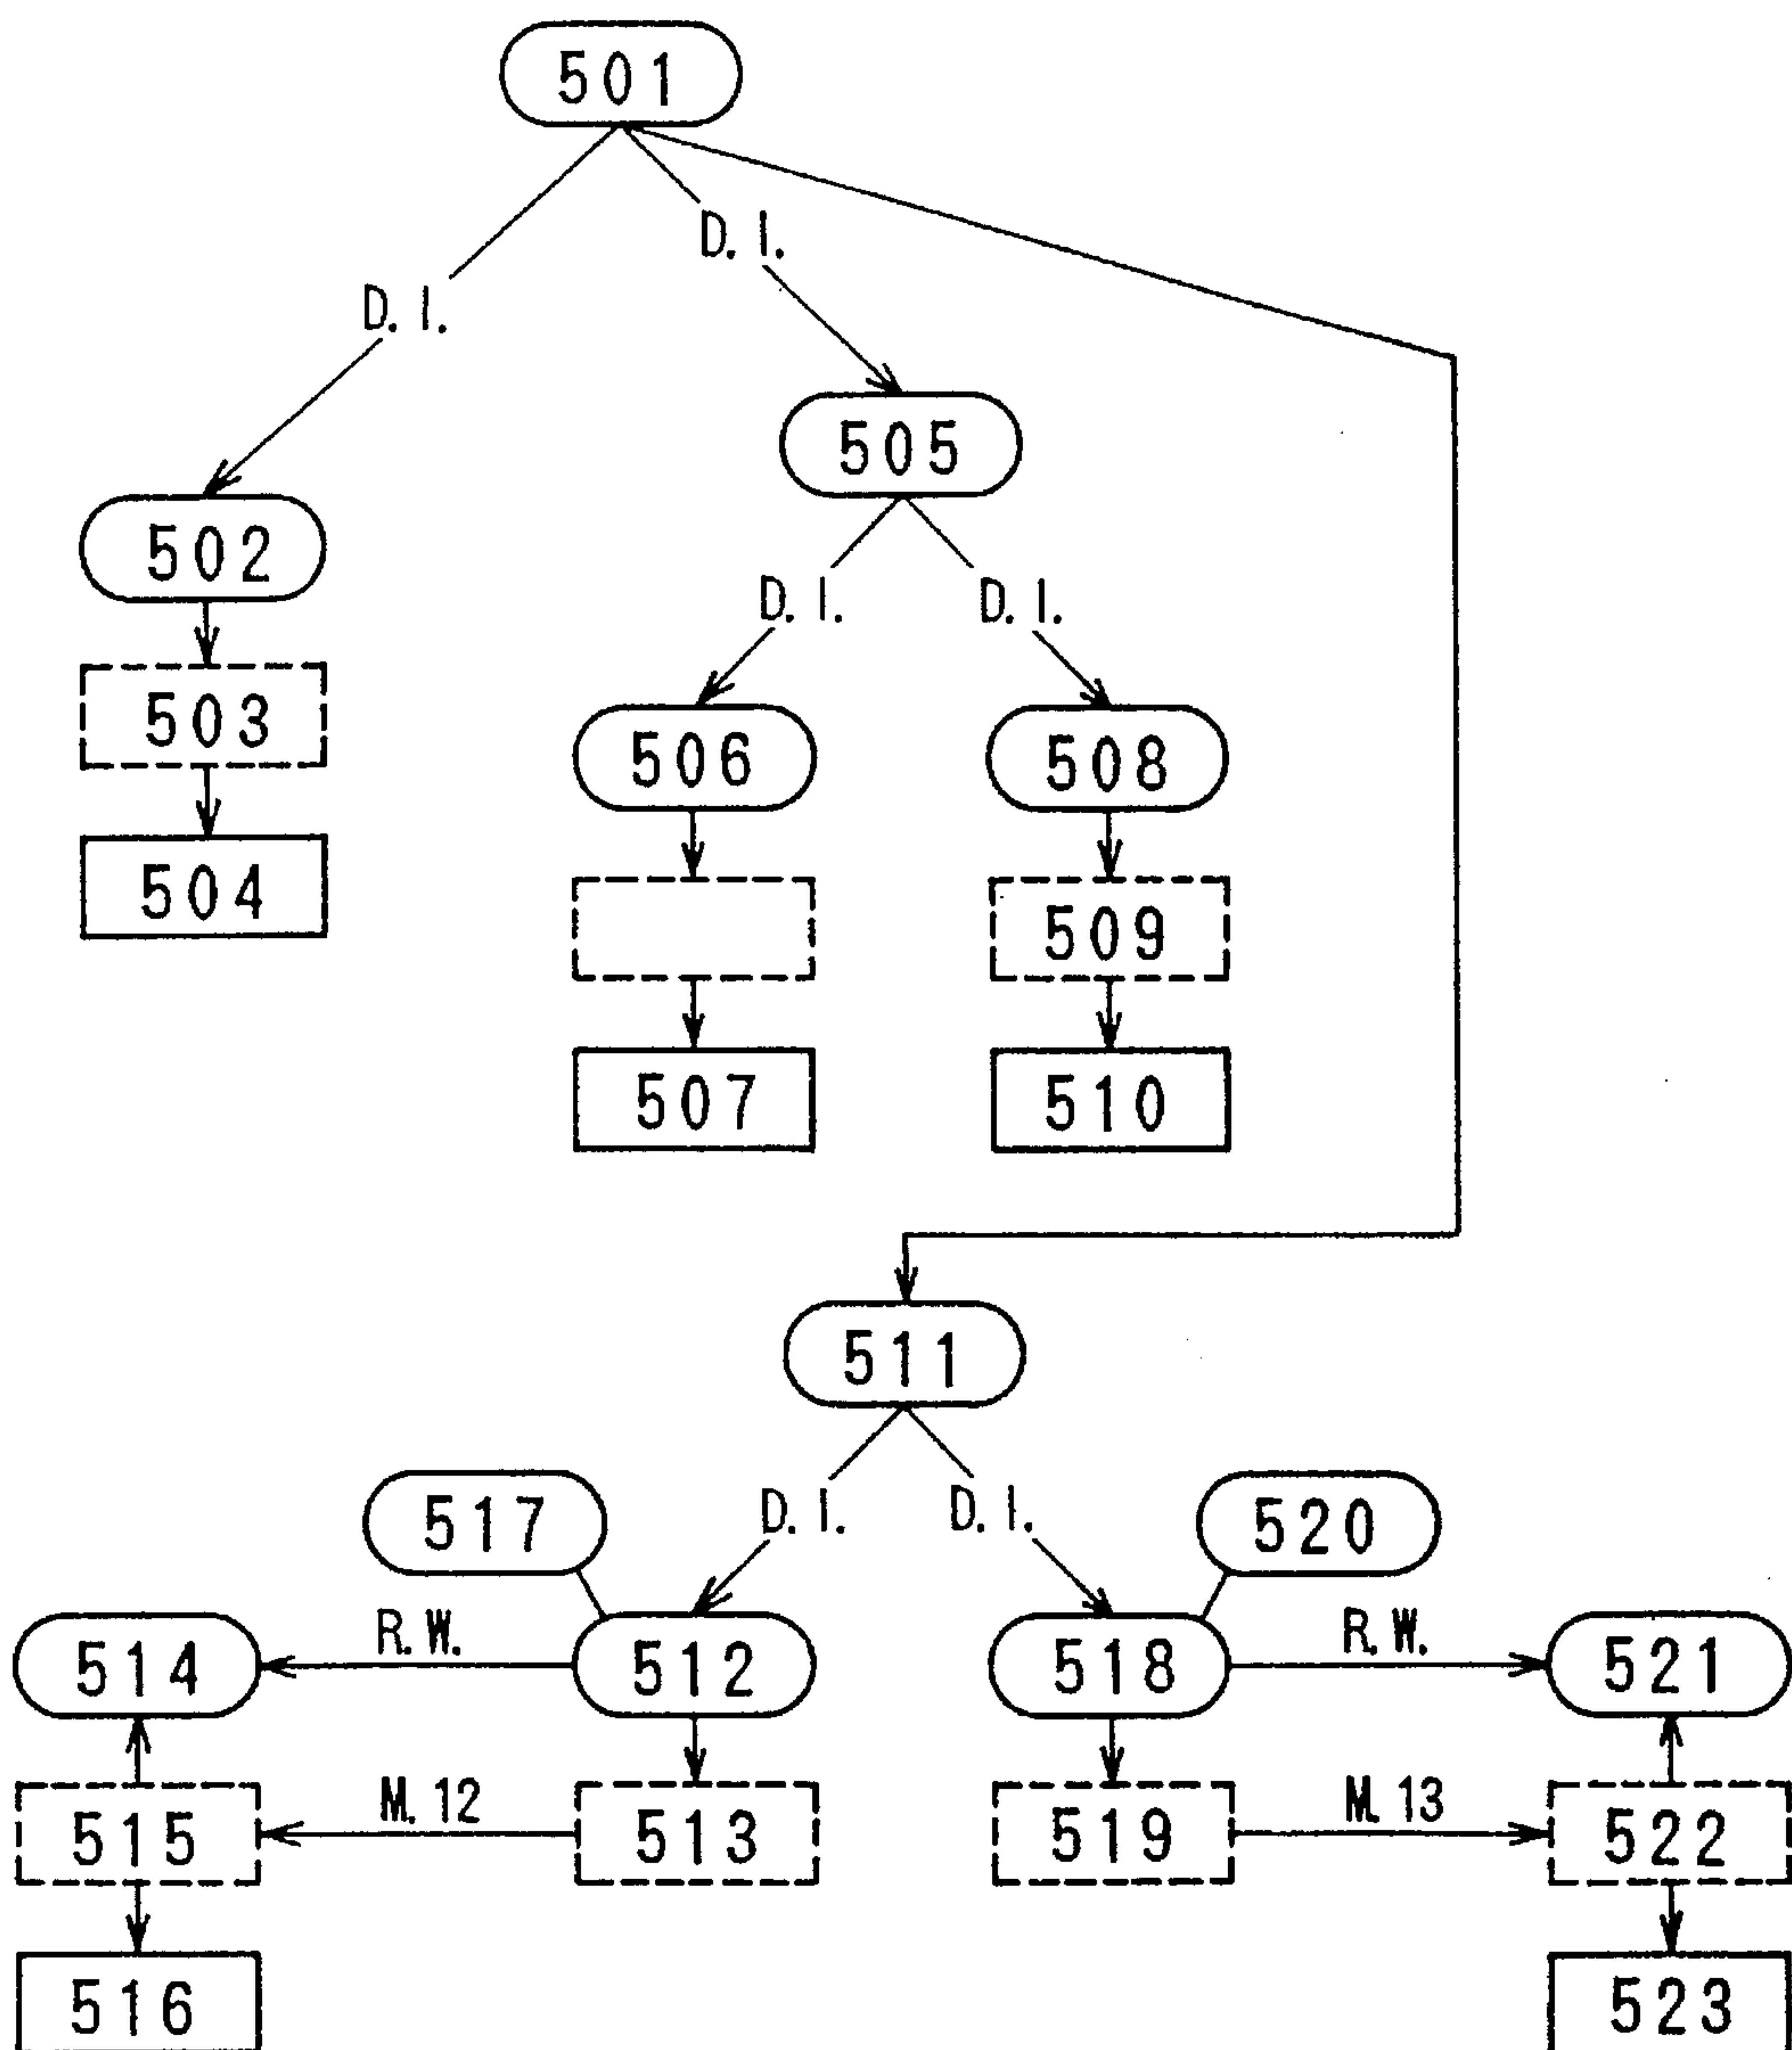 501
D. I.
D. I.
505
502
D. I. D. I.
503
506 508
504
509
507 510
511
517 D. I. D. I. 520
514 R. W. 512 518 R. W. 521
515 M. 12 513 519 M. 13 522
516 523